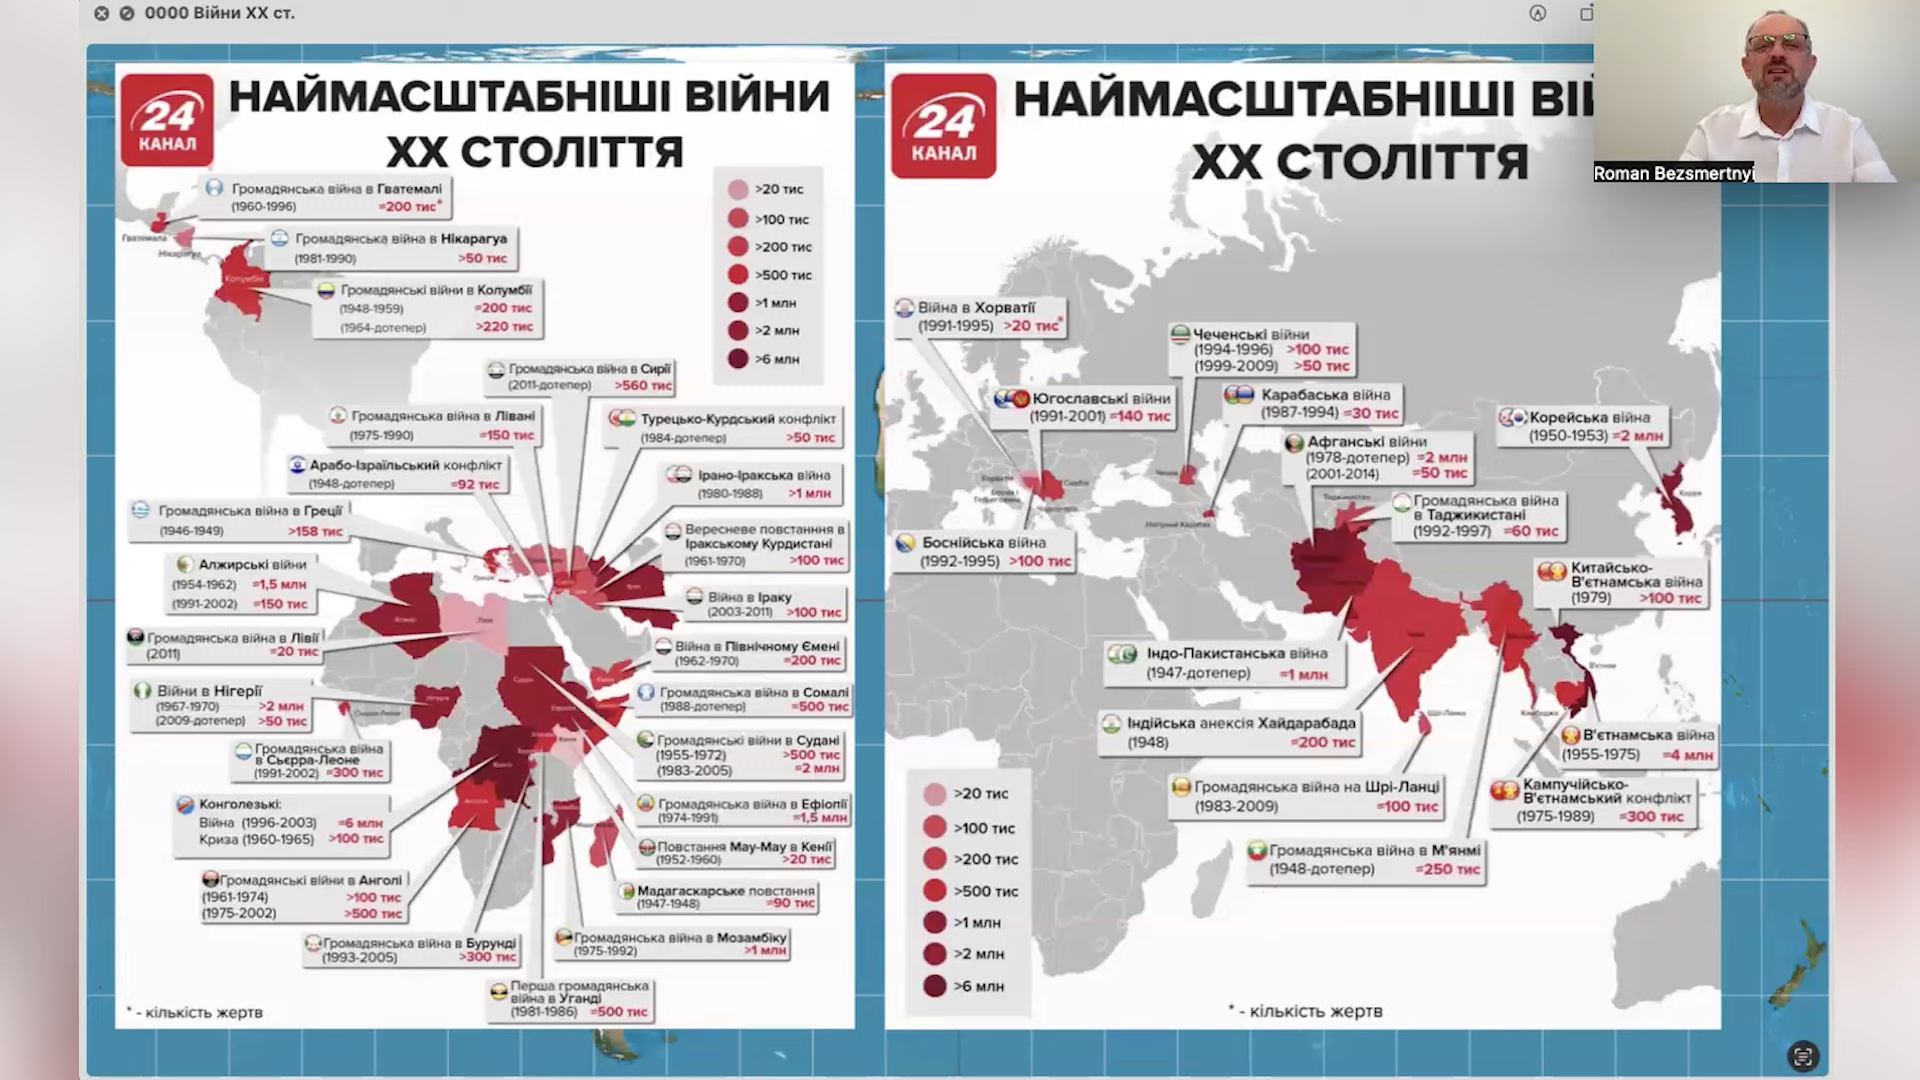 0000 Війни ХХ ст.
Roman Bezsmertnyi
24
КАНАЛ
НАЙМАСШТАБНІШІ ВІЙНИ
ХХ СТОЛІТТЯ
>20 тис
>100 тис
>200 тис
>500 тис
>1 млн
>2 млн
>6 млн
Громадянська війна в Гватемалі
(1960-1996) =200 тис*
Гватемала
Громадянська війна в Нікарагуа
(1981-1990) >50 тис
Нікарагуа
Колумбія
Громадянські війни в Колумбії
(1948-1959) =200 тис
(1964-дотепер) >220 тис
Громадянська війна в Сирії
(2011-дотепер) >560 тис
Громадянська війна в Лівані
(1975-1990) =150 тис
Турецько-Курдський конфлікт
(1984-дотепер) >50 тис
Арабо-Ізраїльський конфлікт
(1948-дотепер) =92 тис
Ірано-Іракська війна
(1980-1988) >1 млн
Громадянська війна в Греції
(1946-1949) >158 тис
Вересневе повстанння в
Іракському Курдистані
(1961-1970) >100 тис
Алжирські війни
(1954-1962) =1,5 млн
(1991-2002) =150 тис
Війна в Іраку
(2003-2011) >100 тис
Громадянська війна в Лівії
(2011) =20 тис
Війна в Північному Ємені
(1962-1970) =200 тис
Війни в Нігерії
(1967-1970) >2 млн
(2009-дотепер) >50 тис
Громадянська війна в Сомалі
(1988-дотепер) =500 тис
Громадянська війна
в Сьєрра-Леоне
(1991-2002) =300 тис
Громадянські війни в Судані
(1955-1972) >500 тис
(1983-2005) =2 млн
Конголезькі:
Війна (1996-2003) =6 млн
Криза (1960-1965) >100 тис
Громадянська війна в Ефіопії
(1974-1991) =1,5 млн
Повстання Мау-Мау в Кенії
(1952-1960) >20 тис
Громадянські війни в Анголі
(1961-1974) >100 тис
(1975-2002) >500 тис
Мадагаскарське повстання
(1947-1948) =90 тис
Громадянська війна в Бурунді
(1993-2005) >300 тис
Громадянська війна в Мозамбіку
(1975-1992) >1 млн
Перша громадянська
війна в Уганді
(1981-1986) =500 тис
* - кількість жертв
24
КАНАЛ
НАЙМАСШТАБНІШІ ВІЙ
ХХ СТОЛІТТЯ
Війна в Хорватії
(1991-1995) >20 тис*
Чеченські війни
(1994-1996) >100 тис
(1999-2009) >50 тис
Югославські війни
(1991-2001) =140 тис
Карабаська війна
(1987-1994) =30 тис
Корейська війна
(1950-1953) =2 млн
Афганські війни
(1978-дотепер) =2 млн
(2001-2014) =50 тис
Громадянська війна
в Таджикистані
(1992-1997) =60 тис
Боснійська війна
(1992-1995) >100 тис
Китайсько-
В'єтнамська війна
(1979) >100 тис
Індо-Пакистанська війна
(1947-дотепер) =1 млн
Індійська анексія Хайдарабада
(1948) =200 тис
Шрі-Ланка
В'єтнамська війна
(1955-1975) =4 млн
Громадянська війна на Шрі-Ланці
(1983-2009) =100 тис
Кампучійсько-
В'єтнамський конфлікт
(1975-1989) =300 тис
Громадянська війна в М'янмі
(1948-дотепер) =250 тис
>20 тис
>100 тис
>200 тис
>500 тис
>1 млн
>2 млн
>6 млн
* - кількість жертв